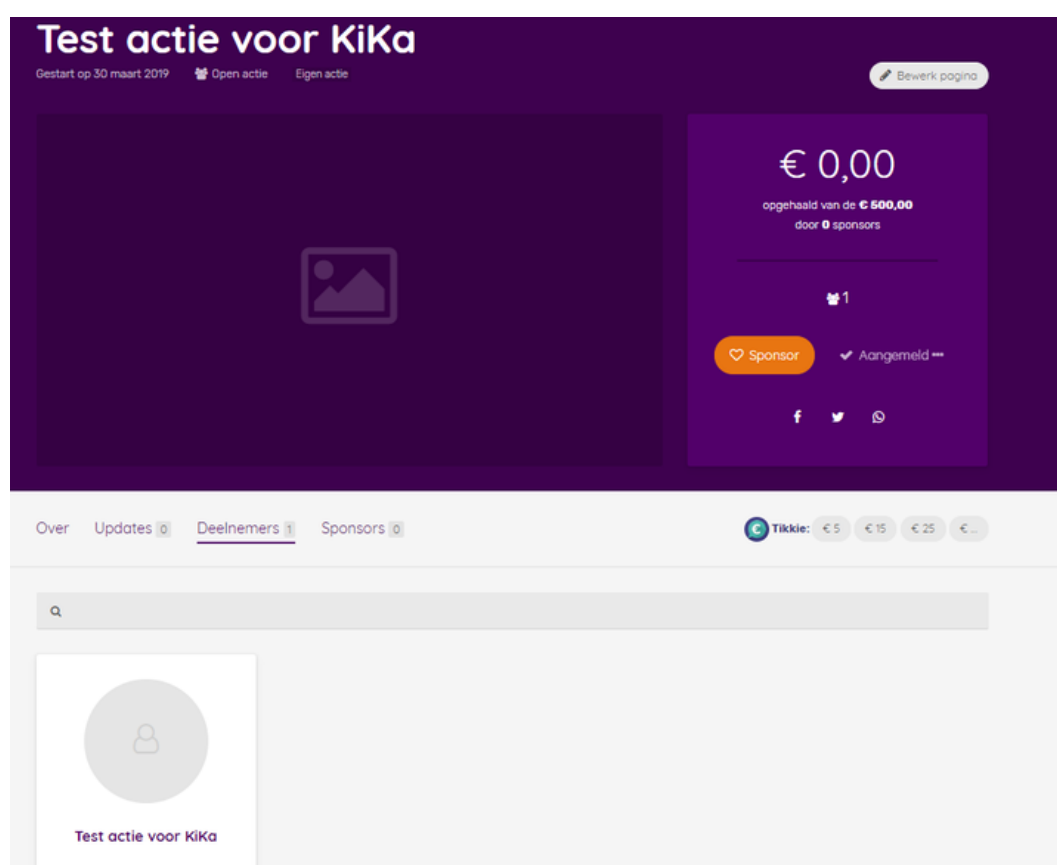 Test actie voor KiKa
Gestart op 30 maart 2019 Open actie Eigen actie
Bewerk pagina
€ 0,00
opgehaald van de € 500,00
door 0 sponsors
1
Sponsor
Aangemeld
Over Updates 0 Deelnemers 1 Sponsors 0
Tikkie: € 5 € 15 € 25 € ...
Test actie voor KiKa